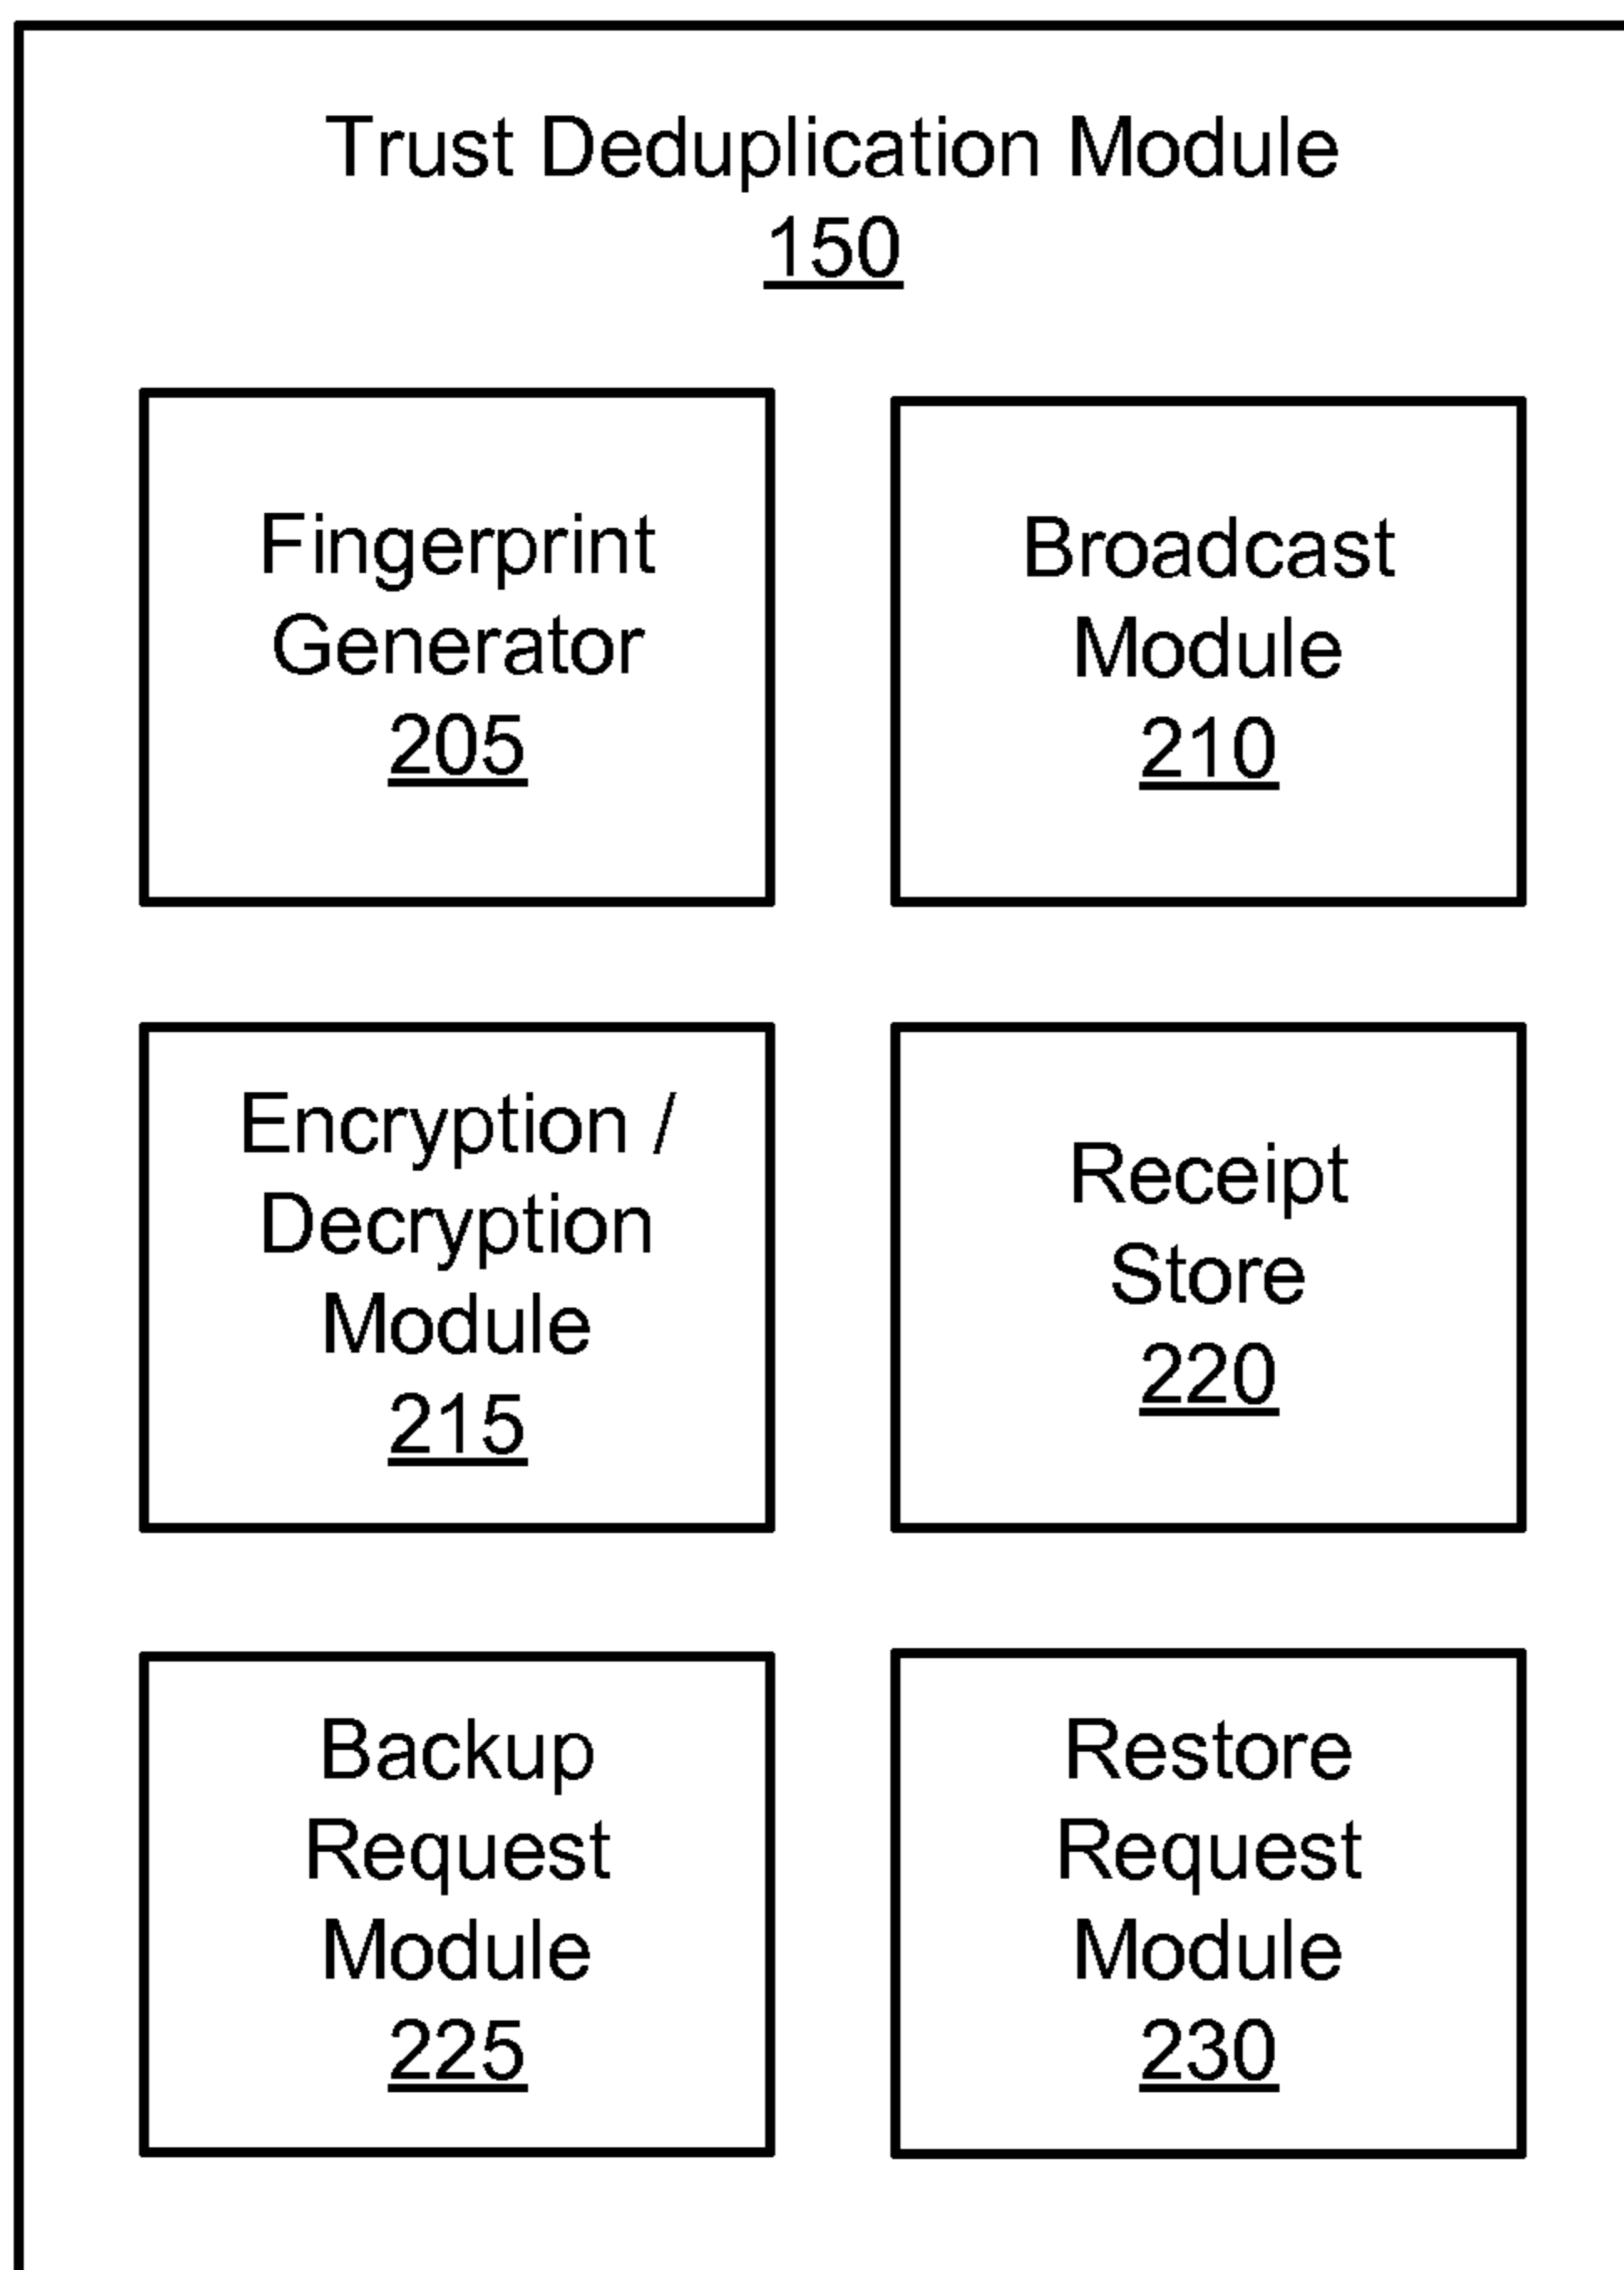 Trust Deduplication Module
150
Fingerprint
Generator
205
Broadcast
Module
210
Encryption /
Decryption
Module
215
Receipt
Store
220
Backup
Request
Module
225
Restore
Request
Module
230